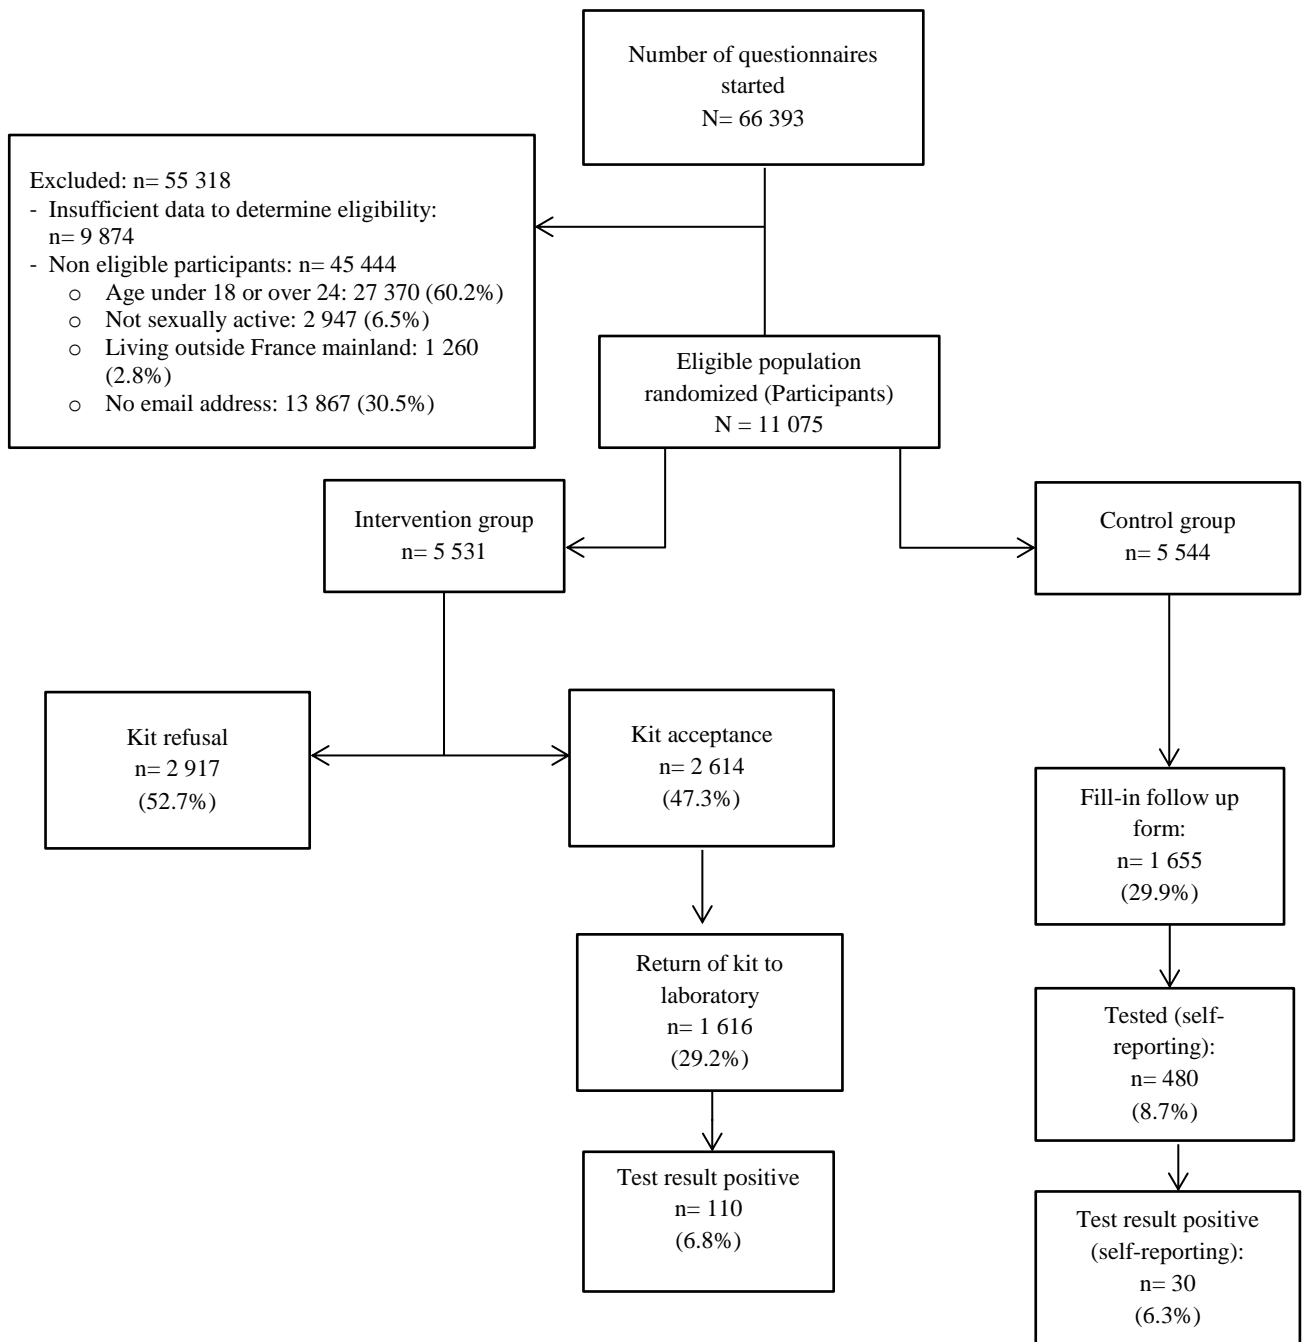 Number of questionnaires
started
N= 66 393
Excluded: n= 55 318
- Insufficient data to determine eligibility:
n= 9 874
- Non eligible participants: n= 45 444
o Age under 18 or over 24: 27 370 (60.2%)
o Not sexually active: 2 947 (6.5%)
o Living outside France mainland: 1 260
(2.8%)
o No email address: 13 867 (30.5%)
Eligible population
randomized (Participants)
N = 11 075
Intervention group
n= 5 531
Control group
n= 5 544
Kit refusal
n= 2 917
(52.7%)
Kit acceptance
n= 2 614
(47.3%)
Fill-in follow up
form:
n= 1 655
(29.9%)
Return of kit to
laboratory
n= 1 616
(29.2%)
Tested (self-
reporting):
n= 480
(8.7%)
Test result positive
n= 110
(6.8%)
Test result positive
(self-reporting):
n= 30
(6.3%)